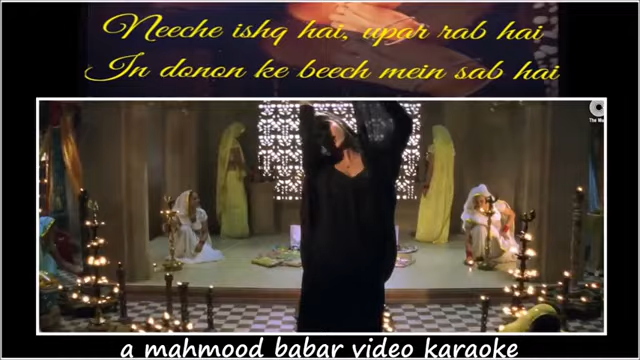 Neeche ishq hai, upar rab hai
In donon ke beech mein sab hai
a mahmood babar video karaoke